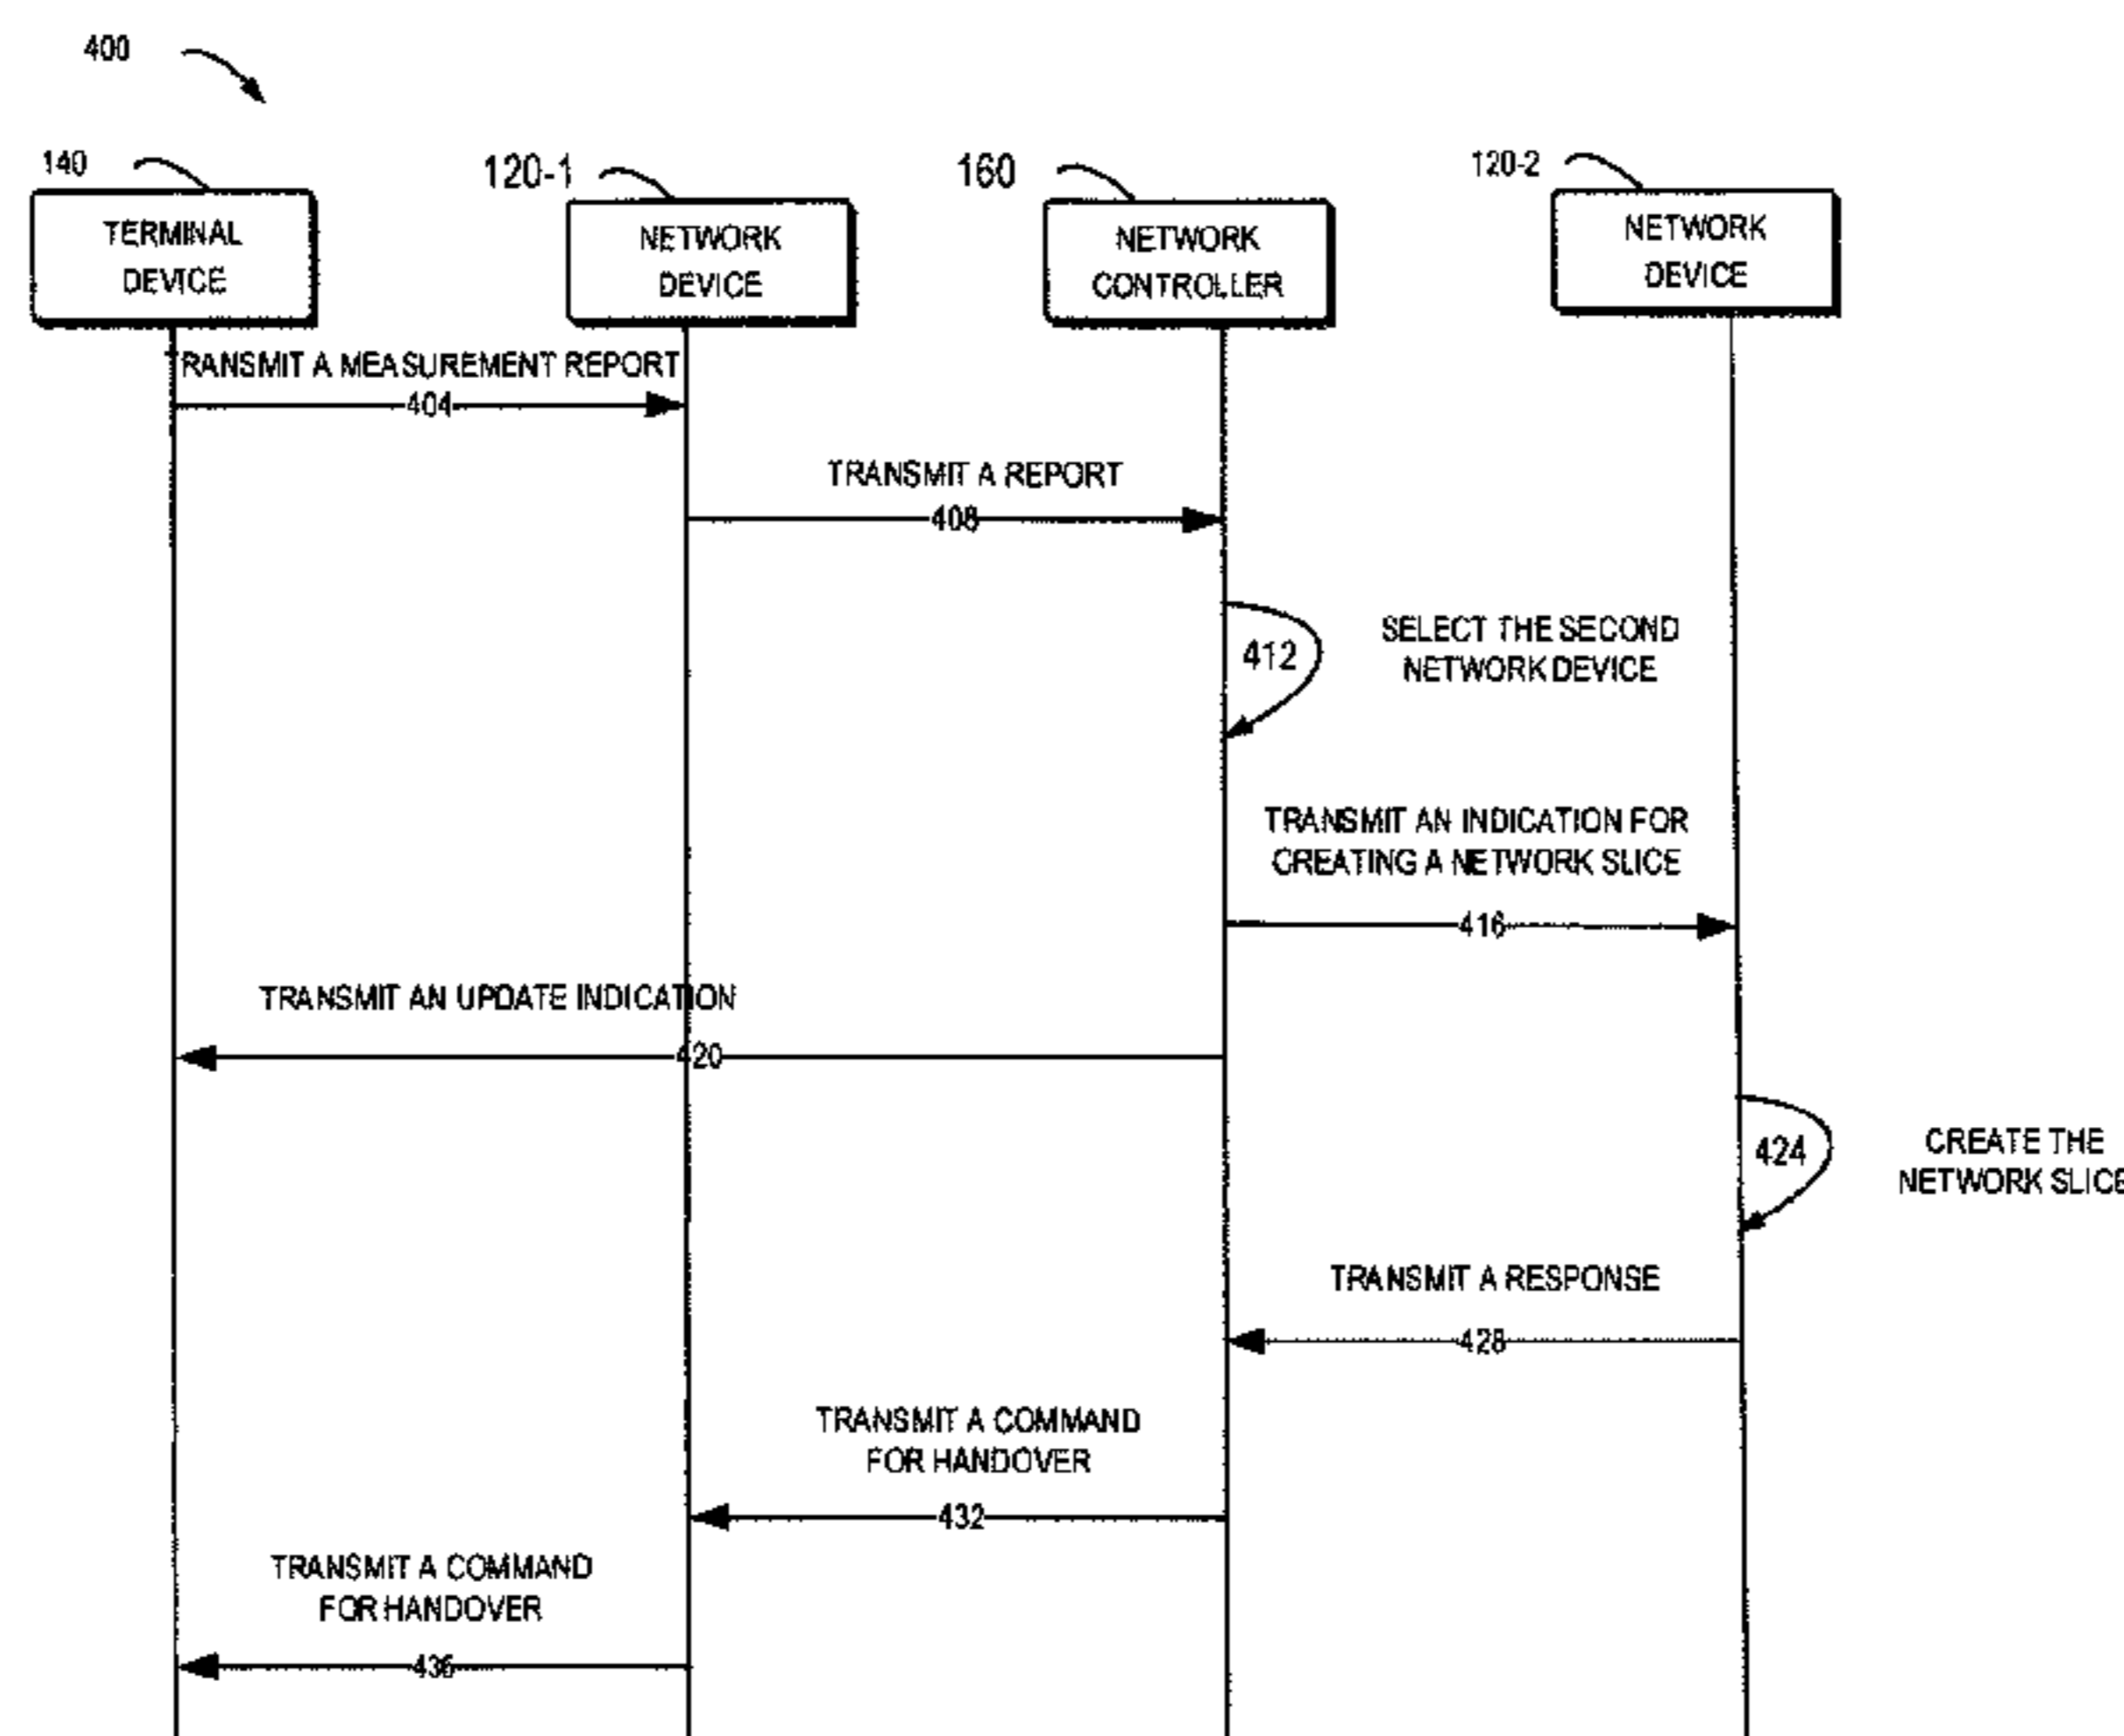 400
140
120-1
160
120-2
TERMINAL
DEVICE
NETWORK
DEVICE
NETWORK
CONTROLLER
NETWORK
DEVICE
TRANSMIT A MEASUREMENT REPORT
404
TRANSMIT A REPORT
408
412
SELECT THE SECOND
NETWORK DEVICE
TRANSMIT AN INDICATION FOR
CREATING A NETWORK SLICE
416
TRANSMIT AN UPDATE INDICATION
420
424
CREATE THE
NETWORK SLICE
TRANSMIT A RESPONSE
428
TRANSMIT A COMMAND
FOR HANDOVER
432
TRANSMIT A COMMAND
FOR HANDOVER
436